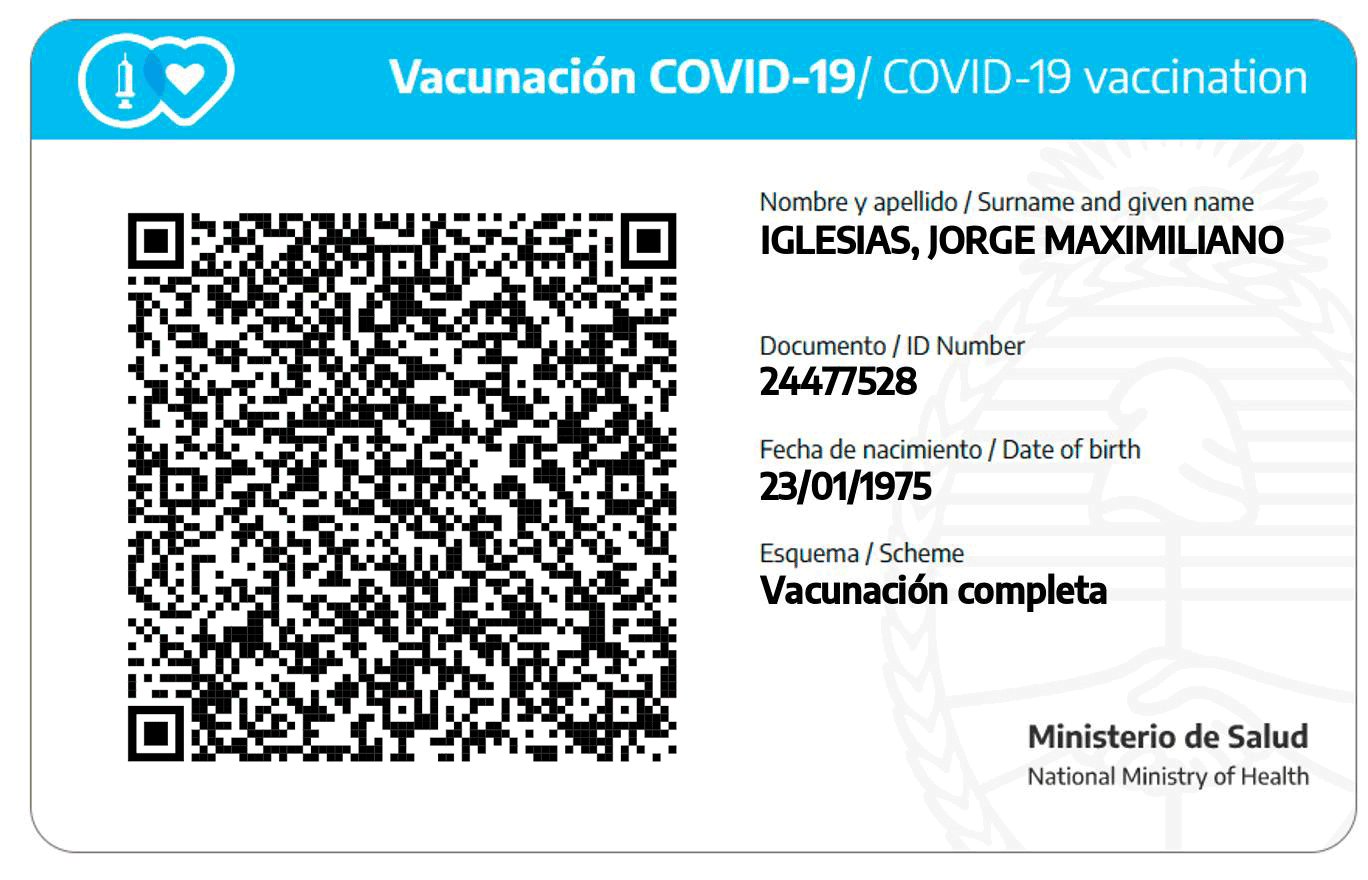 Vacunación COVID-19/ COVID-19 vaccination
Nombre y apellido / Surname and given name
IGLESIAS, JORGE MAXIMILIANO
Documento / ID Number
24477528
Fecha de nacimiento / Date of birth
23/01/1975
Esquema / Scheme
Vacunación completa
Ministerio de Salud
National Ministry of Health